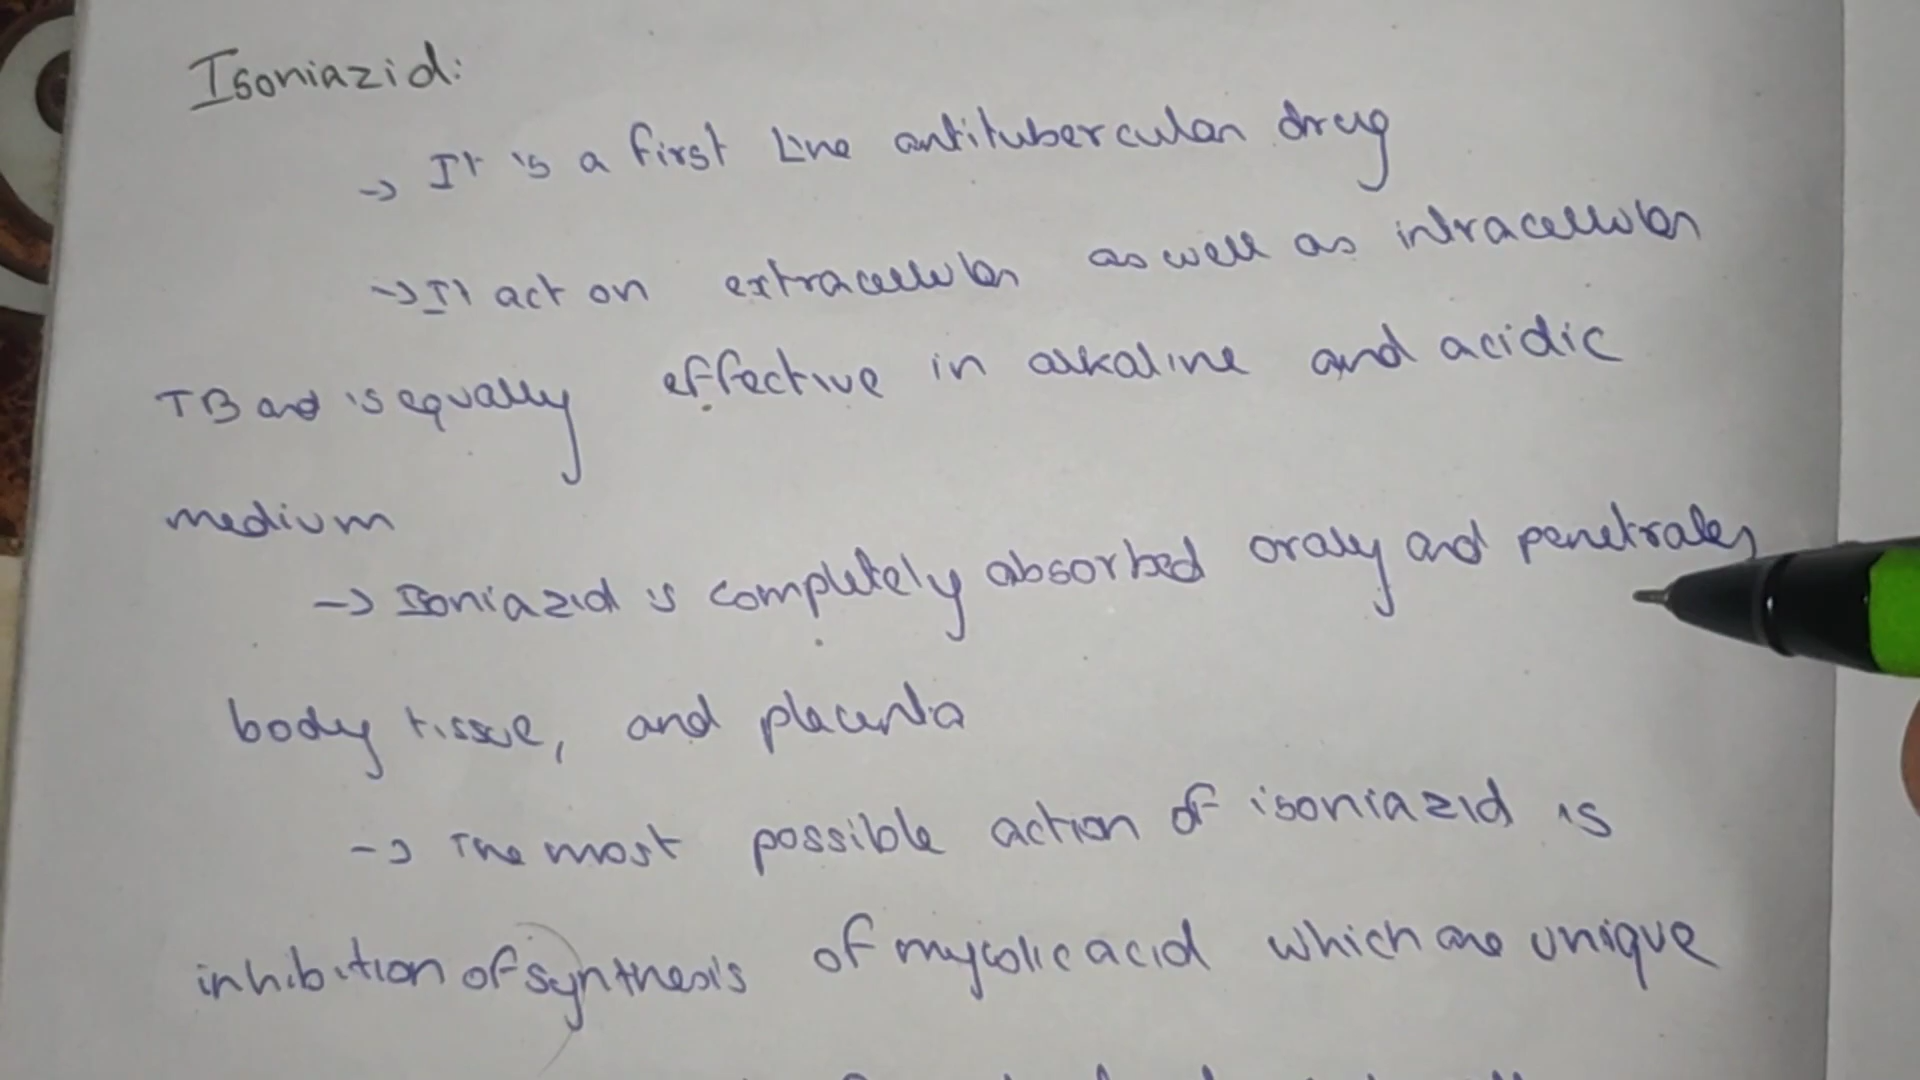 Isoniazid:
-> It is a first Line antitubercular drug
-> It act on extracellular as well as intracellular
TB and is equally effective in alkaline and acidic
medium
-> Isoniazid is completely absorbed oraly and penetrates
body tissue, and placenta
-> The most possible action of isoniazid is
inhibition of synthesis of mycolic acid which are unique